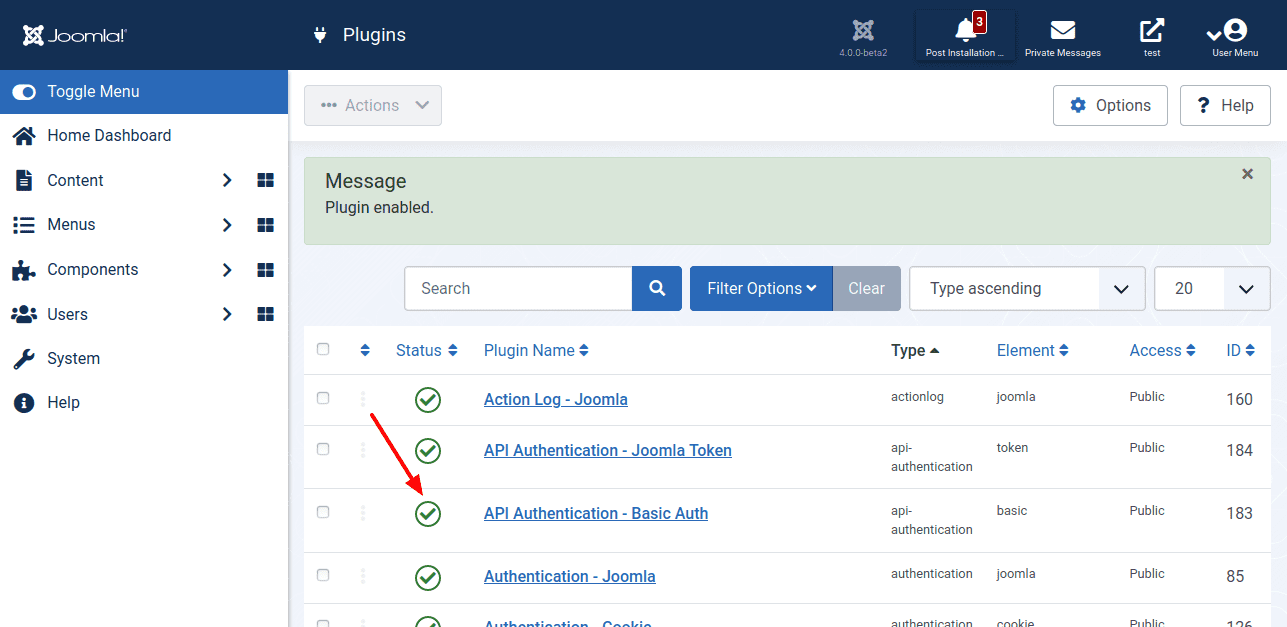 Joomla!
Plugins
4.0.0-beta2
3
Post Installation ...
Private Messages
test
User Menu
Toggle Menu
Home Dashboard
Content
Menus
Components
Users
System
Help
Actions
Options
? Help
Message
Plugin enabled.
Search
Filter Options
Clear
Type ascending
20
Status Plugin Name Type Element Access ID
Action Log - Joomla actionlog joomla Public 160
API Authentication - Joomla Token api- token Public 184
authentication
API Authentication - Basic Auth api- basic Public 183
authentication
Authentication - Joomla authentication joomla Public 85
Authentication - Cookie authentication cookie Public 126